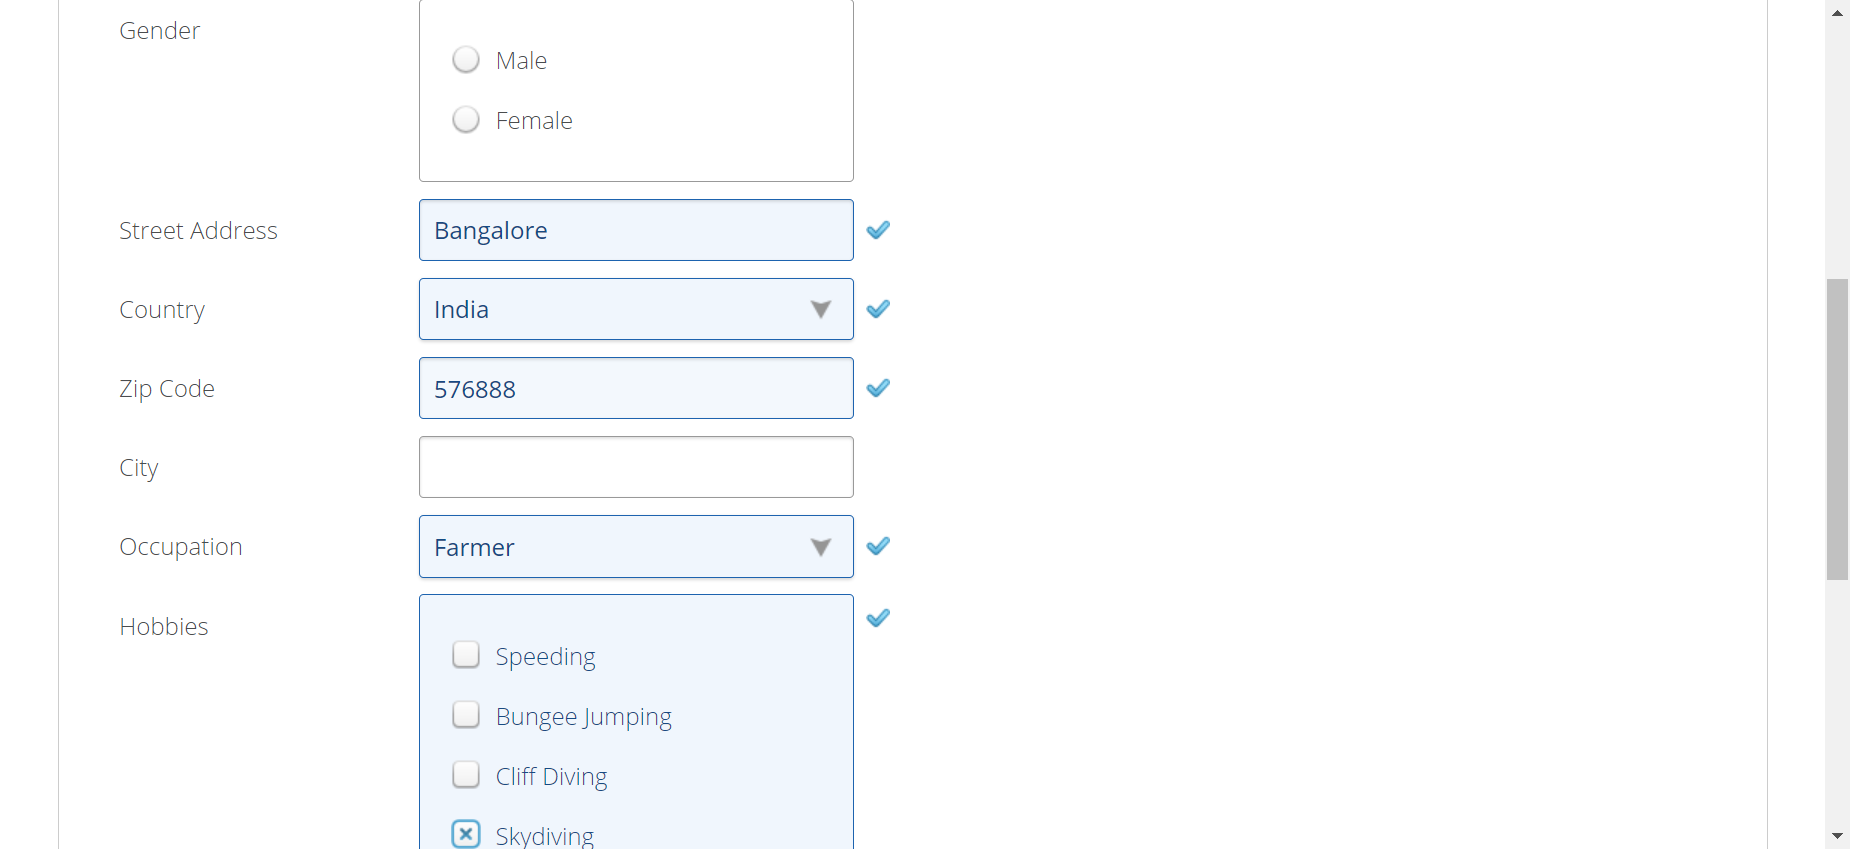 Gender
Male
Female
Street Address
Bangalore
Country
India
Zip Code
576888
City
Occupation
Farmer
Hobbies
Speeding
Bungee Jumping
Cliff Diving
Skydiving